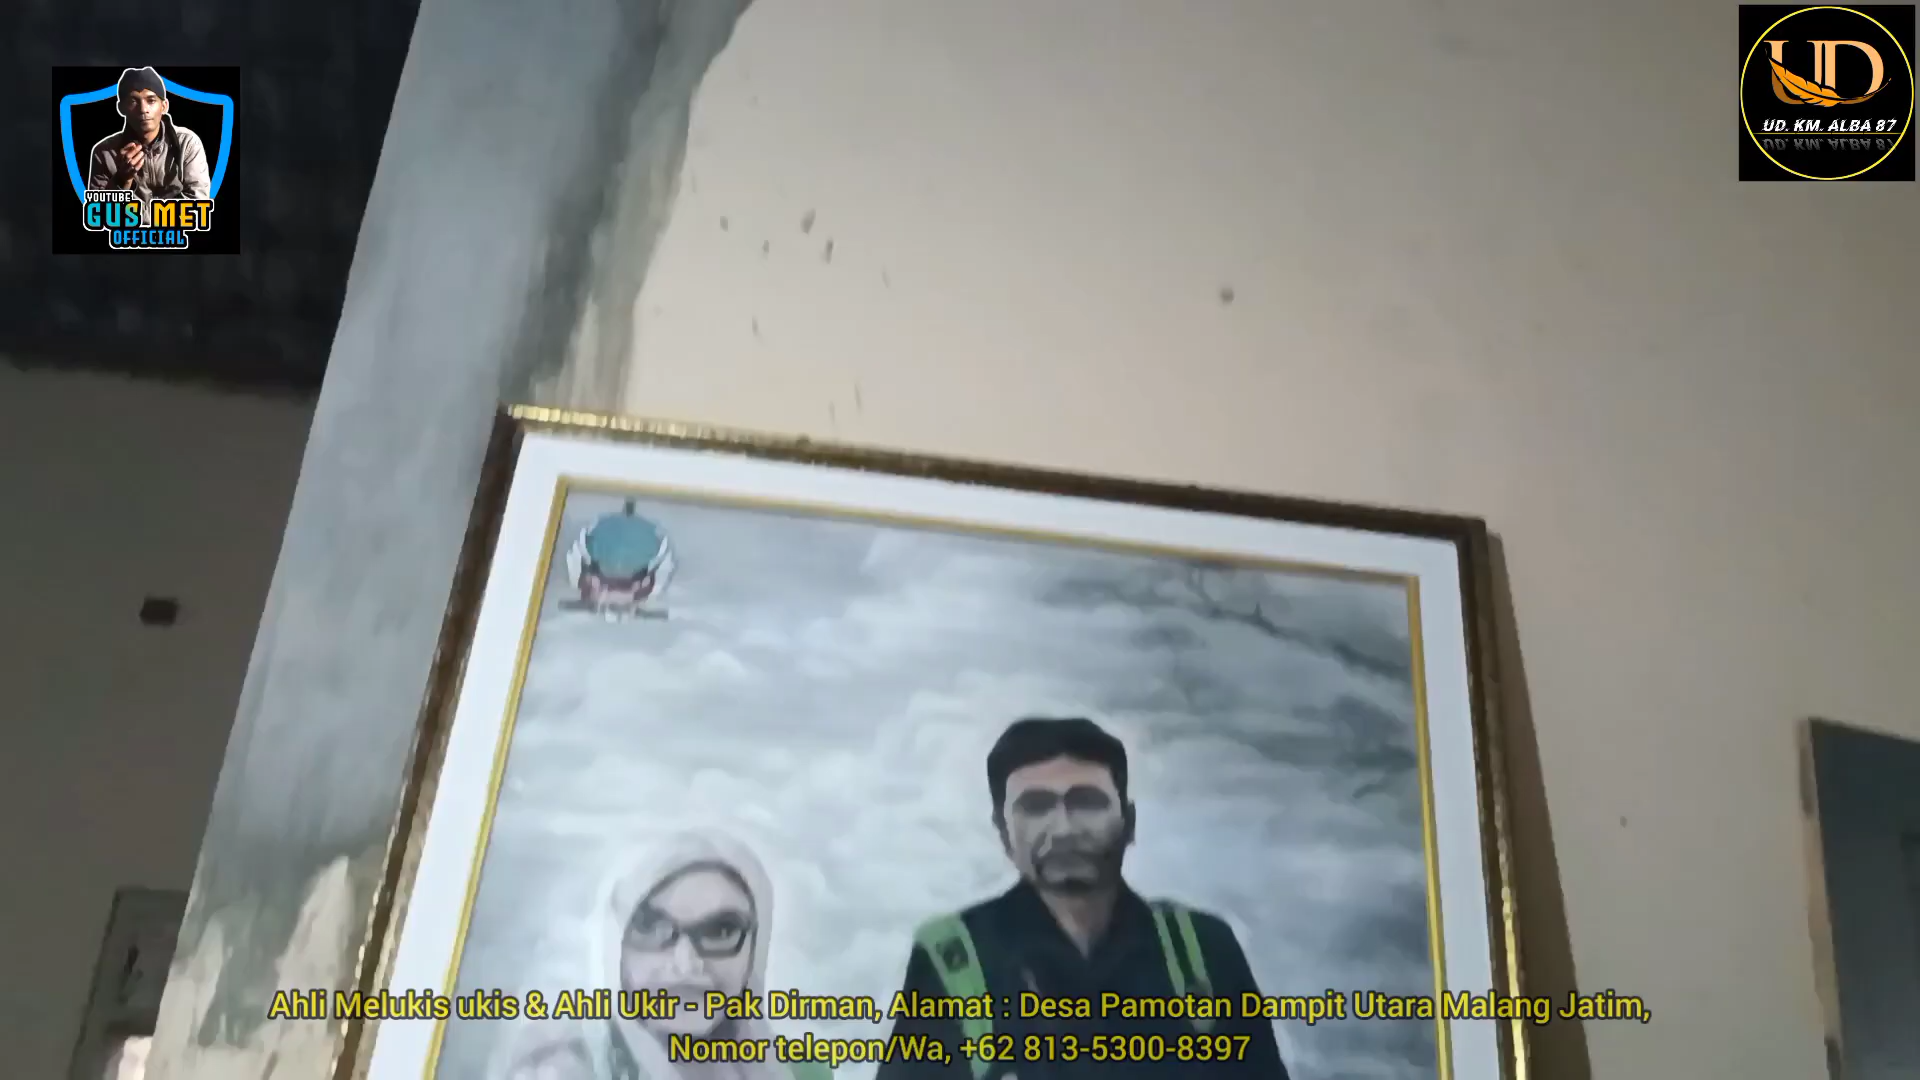 YOUTUBE
GUS MET
OFFICIAL
UD
UD. KM. ALBA 87
Ahli Melukis ukis & Ahli Ukir - Pak Dirman, Alamat : Desa Pamotan Dampit Utara Malang Jatim,
Nomor telepon/Wa, +62 813-5300-8397